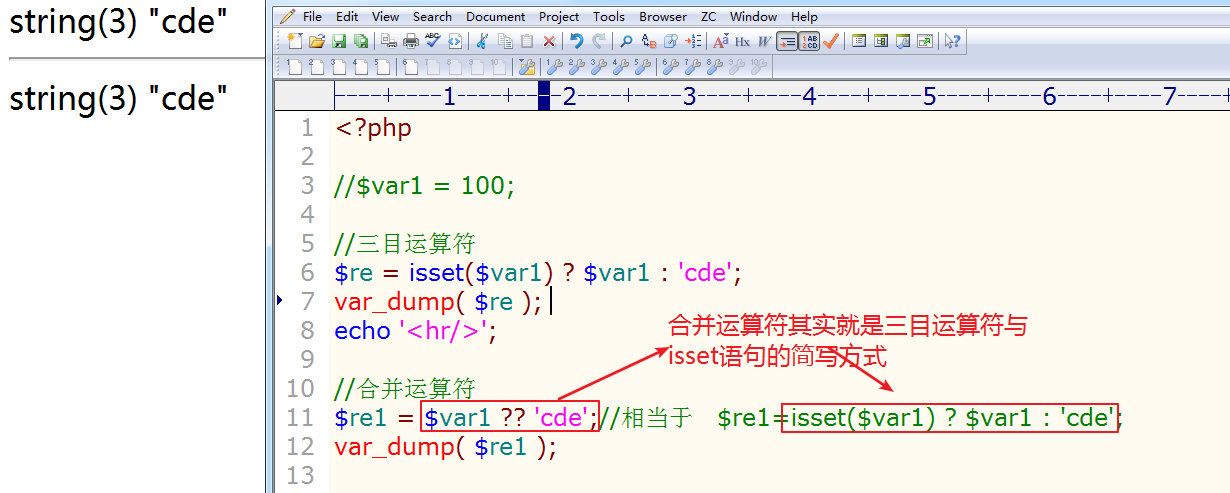 string(3) "cde"
string(3) "cde"
File Edit View Search Document Project Tools Browser ZC Window Help
1 2 3 4 5 6 7
1 <?php
2
3 //$var1 = 100;
4
5 //三目运算符
6 $re = isset($var1) ? $var1 : 'cde';
7 var_dump( $re );
8 echo '<hr/>';
合并运算符其实就是三目运算符与
isset语句的简写方式
9
10 //合并运算符
11 $re1 = $var1 ?? 'cde';//相当于 $re1=isset($var1) ? $var1 : 'cde';
12 var_dump( $re1 );
13